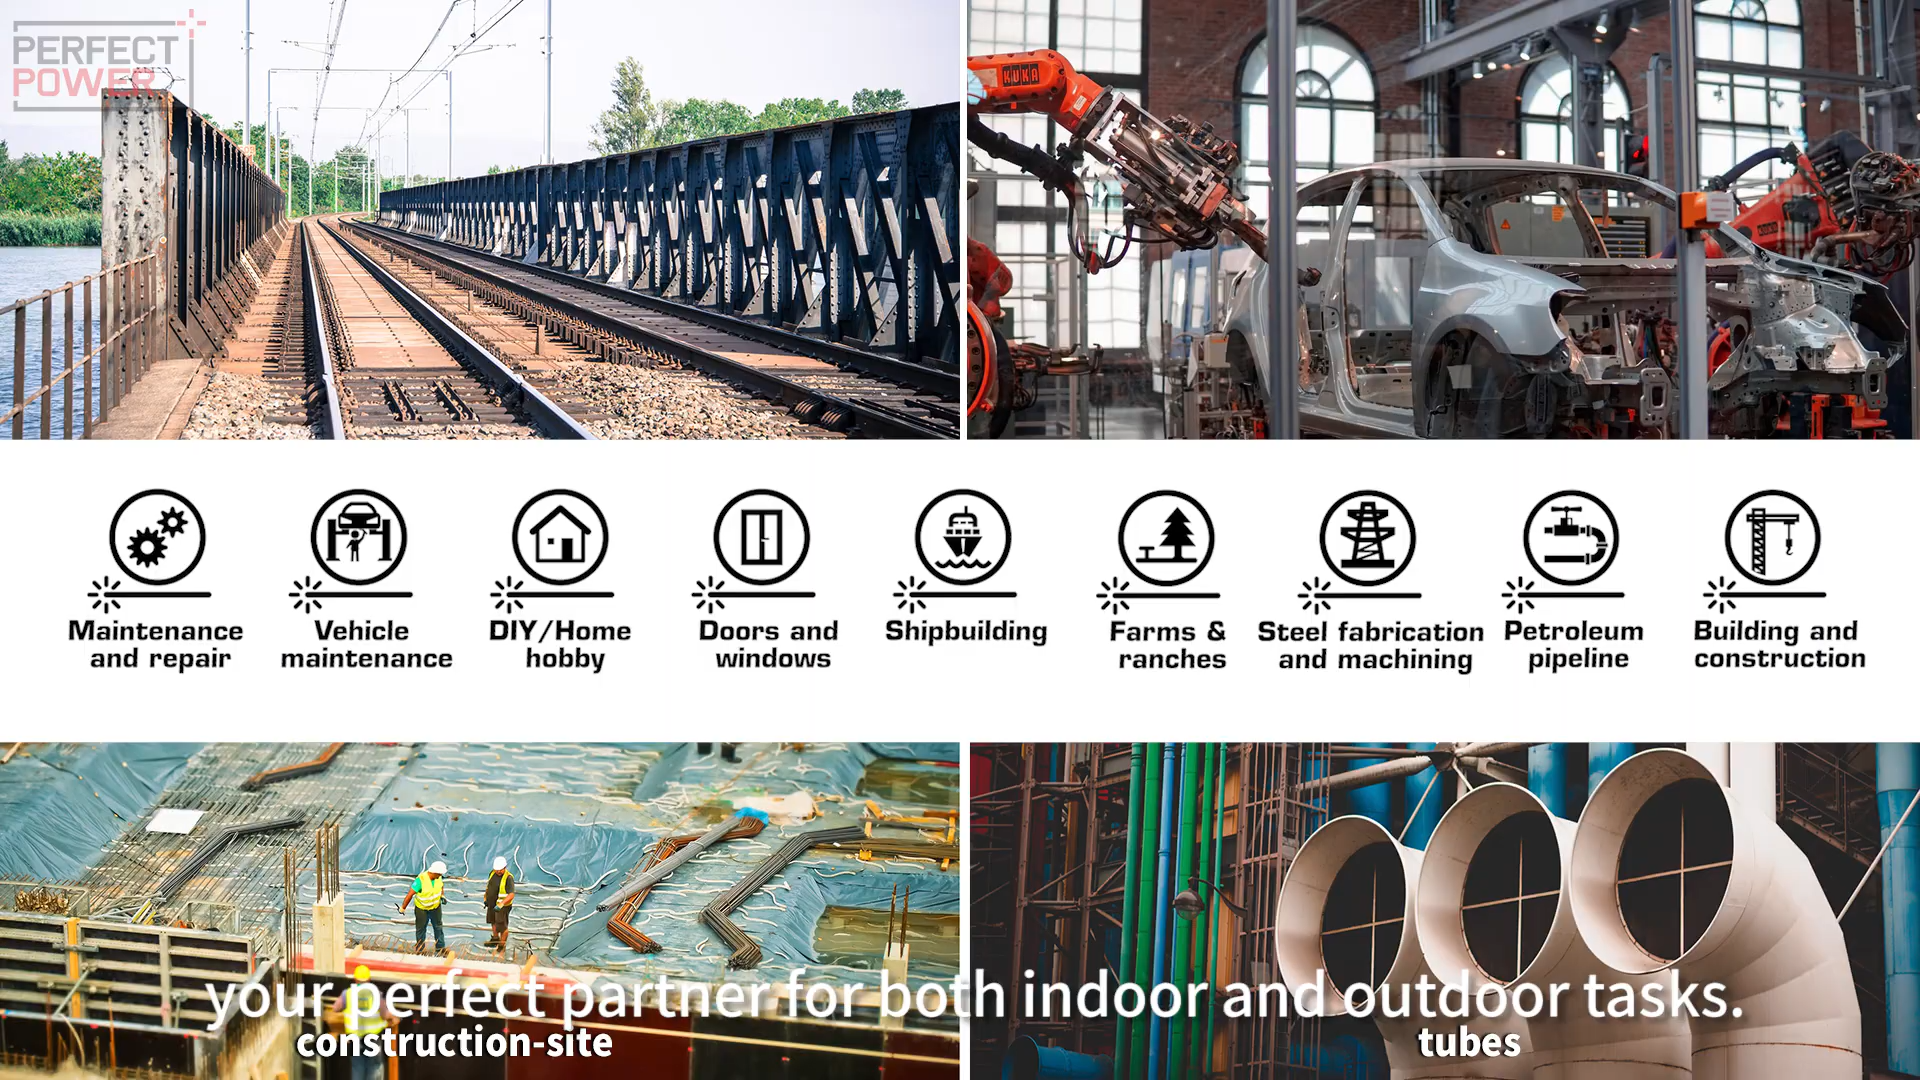 PERFECT
POWER
KUKA
Maintenance
and repair
Vehicle
maintenance
DIY/Home
hobby
Doors and
windows
Shipbuilding
Farms &
ranches
Steel fabrication
and machining
Petroleum
pipeline
Building and
construction
your perfect partner for both indoor and outdoor tasks.
construction-site
tubes